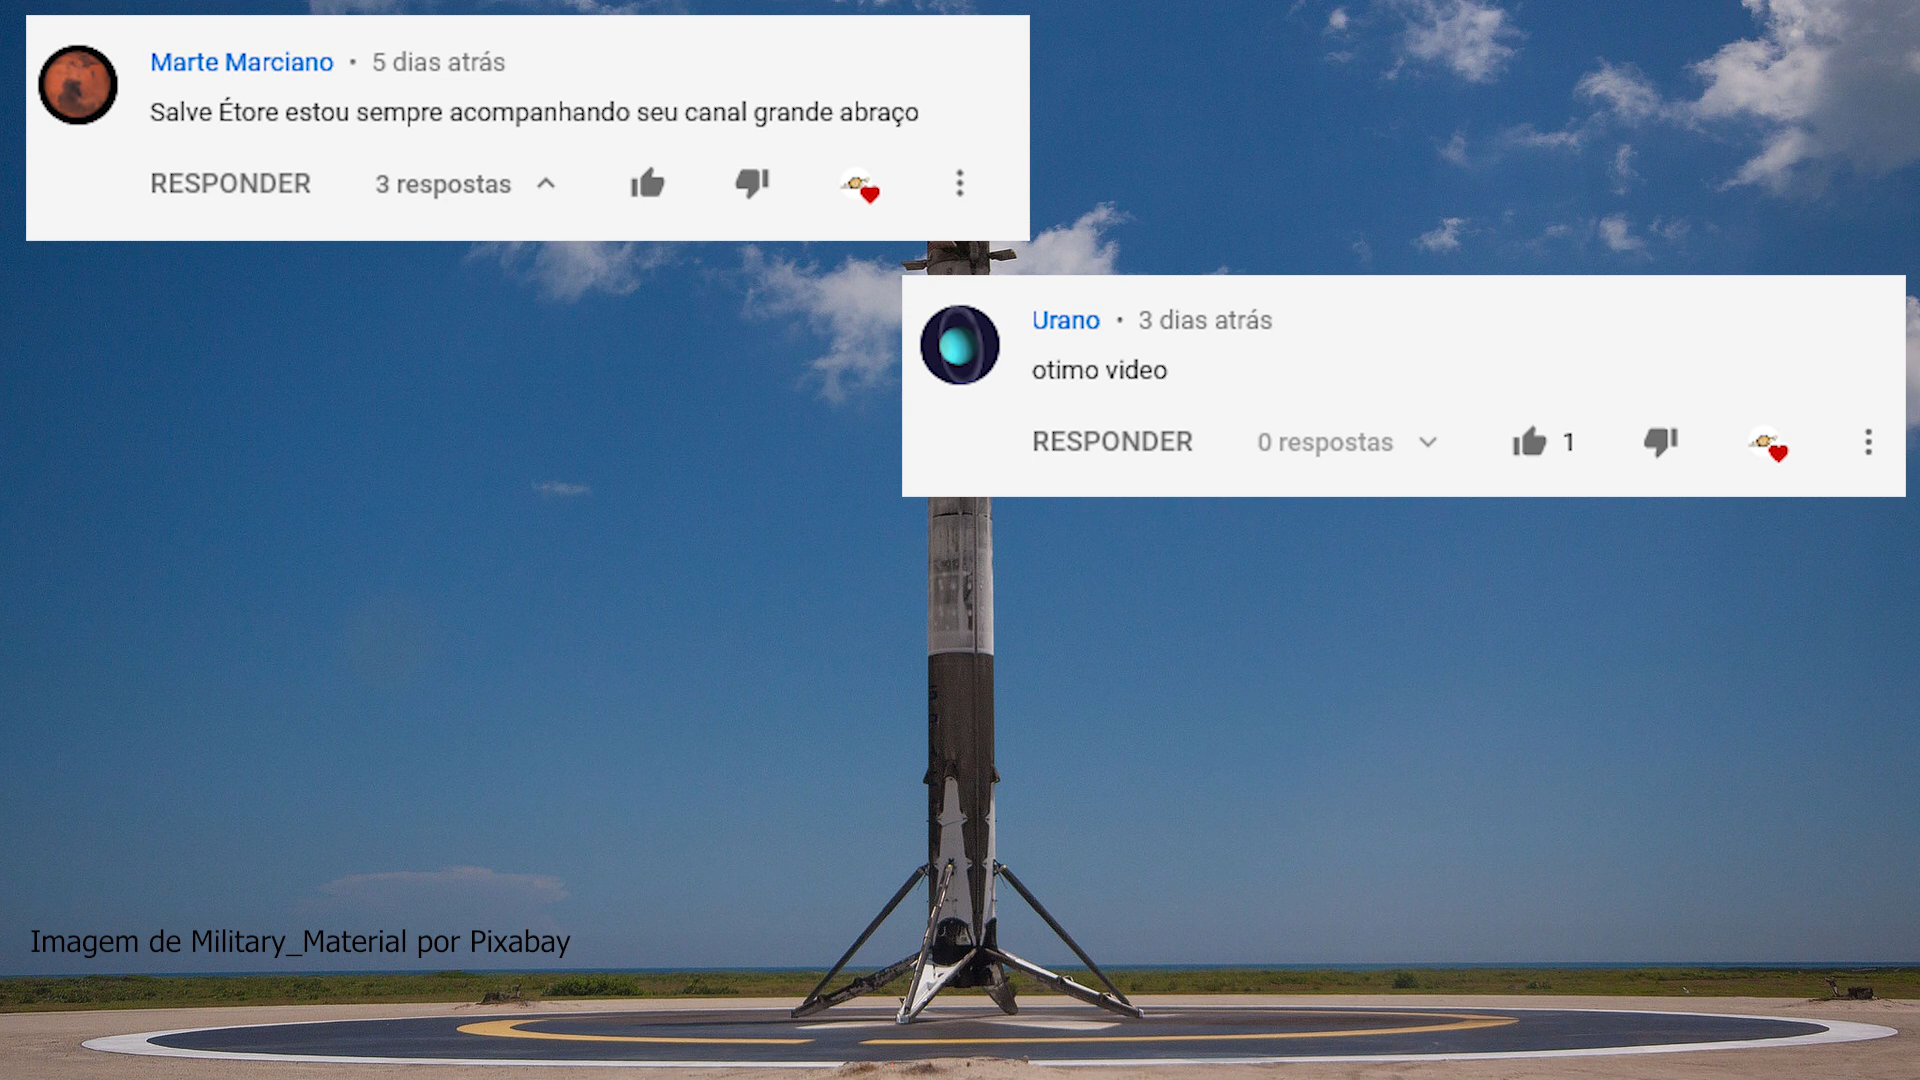 Marte Marciano • 5 dias atrás
Salve Étore estou sempre acompanhando seu canal grande abraço
RESPONDER 3 respostas
Urano • 3 dias atrás
otimo video
RESPONDER 0 respostas 1
Imagem de Military_Material por Pixabay